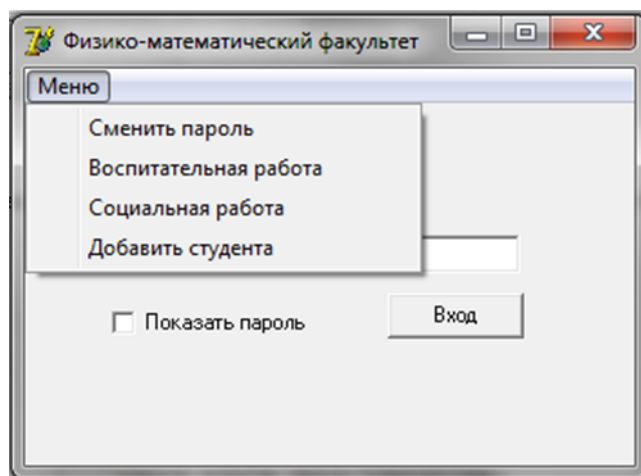 Физико-математический факультет
Меню
Сменить пароль
Воспитательная работа
Социальная работа
Добавить студента
Показать пароль
Вход